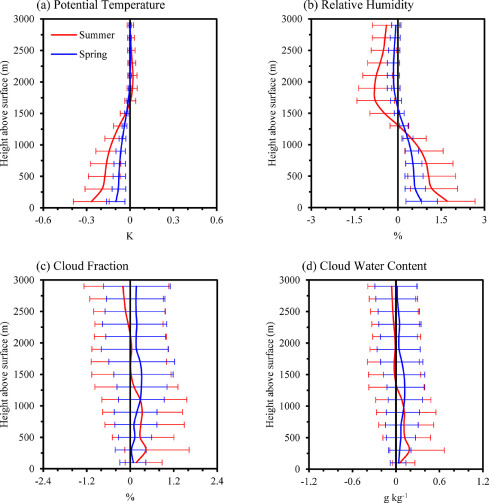 (a) Potential Temperature
(b) Relative Humidity
Height above surface (m)
3000
2500
2000
1500
1000
500
0
Summer
Spring
-0.6 -0.3 0 0.3 0.6
K
Height above surface (m)
3000
2500
2000
1500
1000
500
0
-3 -1.5 0 1.5 3
%
(c) Cloud Fraction
(d) Cloud Water Content
Height above surface (m)
3000
2500
2000
1500
1000
500
0
-2.4 -1.2 0 1.2 2.4
%
Height above surface (m)
3000
2500
2000
1500
1000
500
0
-1.2 -0.6 0 0.6 1.2
g kg⁻¹